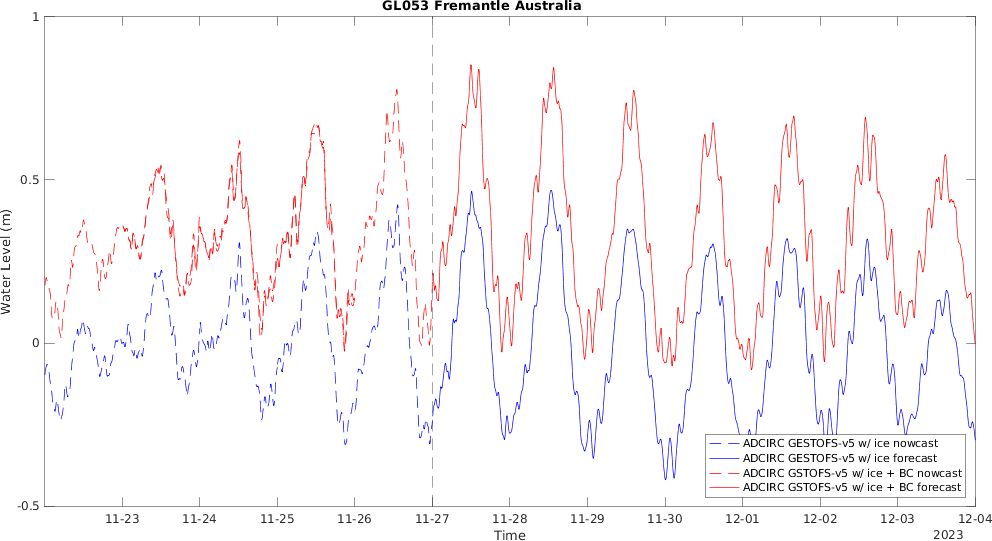 GL053 Fremantle Australia
1
0.5
0
-0.5
Water Level (m)
ADCIRC GESTOFS-v5 w/ ice nowcast
ADCIRC GESTOFS-v5 w/ ice forecast
ADCIRC GSTOFS-v5 w/ ice + BC nowcast
ADCIRC GSTOFS-v5 w/ ice + BC forecast
11-23 11-24 11-25 11-26 11-27 11-28 11-29 11-30 12-01 12-02 12-03 12-04
Time
2023